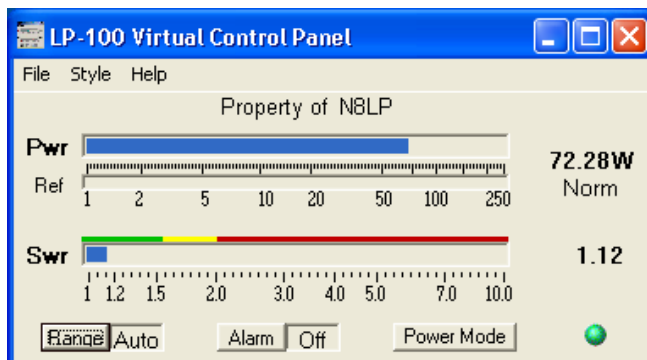 LP-100 Virtual Control Panel
File Style Help
Property of N8LP
Pwr
72.28W
Ref
Norm
1 2 5 10 20 50 100 250
Swr
1.12
1 1.2 1.5 2.0 3.0 4.0 5.0 7.0 10.0
Range Auto Alarm Off Power Mode